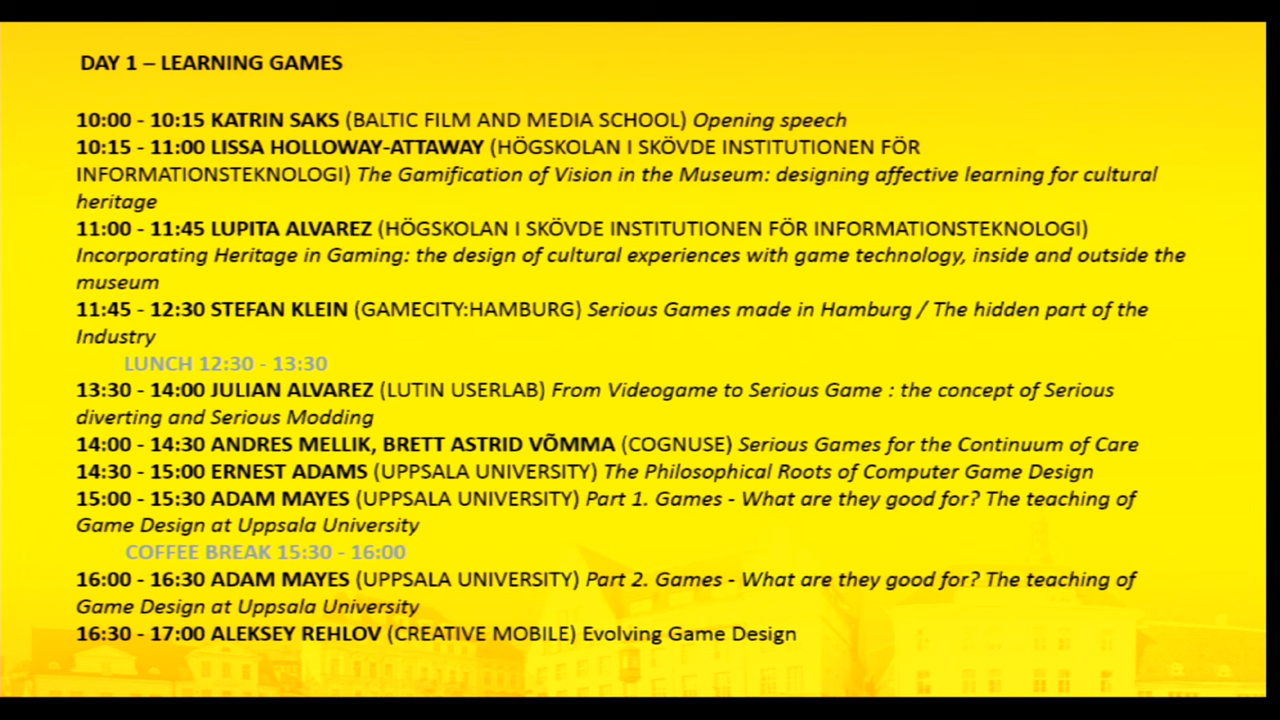 DAY 1 – LEARNING GAMES
10:00 - 10:15 KATRIN SAKS (BALTIC FILM AND MEDIA SCHOOL) Opening speech
10:15 - 11:00 LISSA HOLLOWAY-ATTAWAY (HÖGSKOLAN I SKÖVDE INSTITUTIONEN FÖR
INFORMATIONSTEKNOLOGI) The Gamification of Vision in the Museum: designing affective learning for cultural
heritage
11:00 - 11:45 LUPITA ALVAREZ (HÖGSKOLAN I SKÖVDE INSTITUTIONEN FÖR INFORMATIONSTEKNOLOGI)
Incorporating Heritage in Gaming: the design of cultural experiences with game technology, inside and outside the
museum
11:45 - 12:30 STEFAN KLEIN (GAMECITY:HAMBURG) Serious Games made in Hamburg / The hidden part of the
Industry
LUNCH 12:30 - 13:30
13:30 - 14:00 JULIAN ALVAREZ (LUTIN USERLAB) From Videogame to Serious Game : the concept of Serious
diverting and Serious Modding
14:00 - 14:30 ANDRES MELLIK, BRETT ASTRID VÕMMA (COGNUSE) Serious Games for the Continuum of Care
14:30 - 15:00 ERNEST ADAMS (UPPSALA UNIVERSITY) The Philosophical Roots of Computer Game Design
15:00 - 15:30 ADAM MAYES (UPPSALA UNIVERSITY) Part 1. Games - What are they good for? The teaching of
Game Design at Uppsala University
COFFEE BREAK 15:30 - 16:00
16:00 - 16:30 ADAM MAYES (UPPSALA UNIVERSITY) Part 2. Games - What are they good for? The teaching of
Game Design at Uppsala University
16:30 - 17:00 ALEKSEY REHLOV (CREATIVE MOBILE) Evolving Game Design